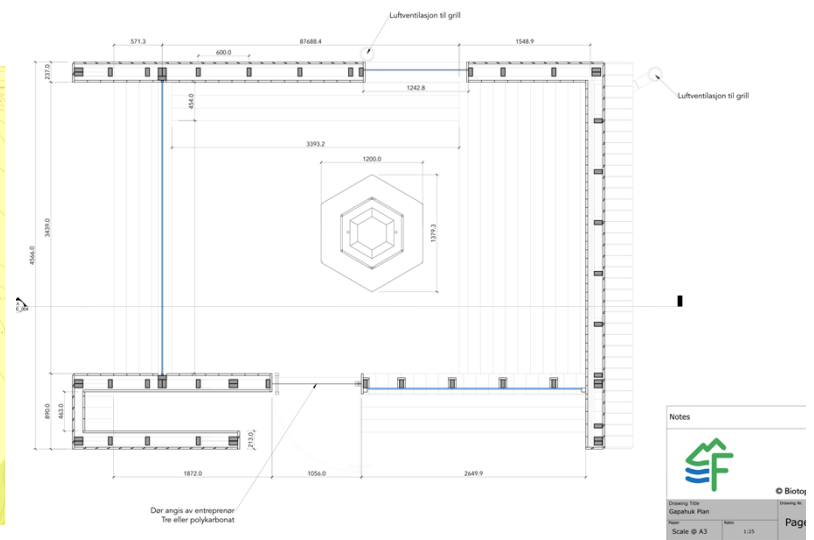 Luftventilasjon til grill
571.3
87688.4
1548.9
600.0
237.0
Luftventilasjon til grill
1242.8
454.0
3393.2
1200.0
1379.3
3439.0
4566.0
890.0
463.0
213.0
1872.0
1056.0
2649.9
Dør angis av entreprenør
Tre eller polykarbonat
Notes
© Biotop
Drawing Title
Gapahuk Plan
Drawing Nr.
Paper
Scale @ A3
Ratio
1:25
Page